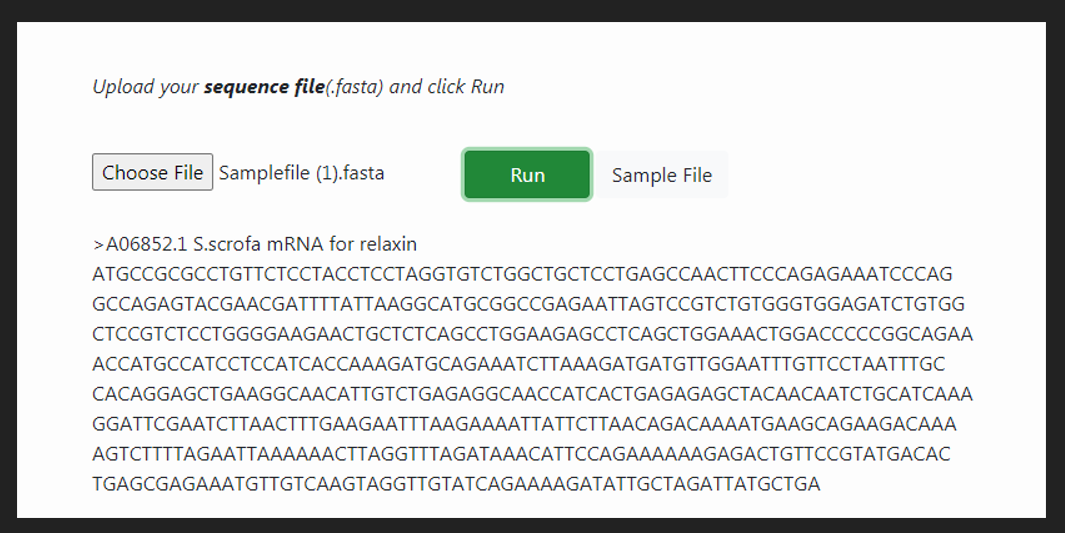 Upload your sequence file(.fasta) and click Run
Choose File Samplefile (1).fasta Run Sample File
>A06852.1 S.scrofa mRNA for relaxin
ATGCCGCGCCTGTTCTCCTACCTCCTAGGTGTCTGGCTGCTCCTGAGCCAACTTCCCAGAGAAATCCCAG
GCCAGAGTACGAACGATTTTATTAAGGCATGCGGCCGAGAATTAGTCCGTCTGTGGGTGGAGATCTGTGG
CTCCGTCTCCTGGGGAAGAACTGCTCTCAGCCTGGAAGAGCCTCAGCTGGAAACTGGACCCCCGGCAGAA
ACCATGCCATCCTCCATCACCAAAGATGCAGAAATCTTAAAGATGATGTTGGAATTTGTTCCTAATTTGC
CACAGGAGCTGAAGGCAACATTGTCTGAGAGGCAACCATCACTGAGAGAGCTACAACAATCTGCATCAAA
GGATTCGAATCTTAACTTTGAAGAATTTAAGAAAATTATTCTTAACAGACAAAATGAAGCAGAAGACAAA
AGTCTTTTAGAATTAAAAAACTTAGGTTTAGATAAACATTCCAGAAAAAAGAGACTGTTCCGTATGACAC
TGAGCGAGAAATGTTGTCAAGTAGGTTGTATCAGAAAAGATATTGCTAGATTATGCTGA